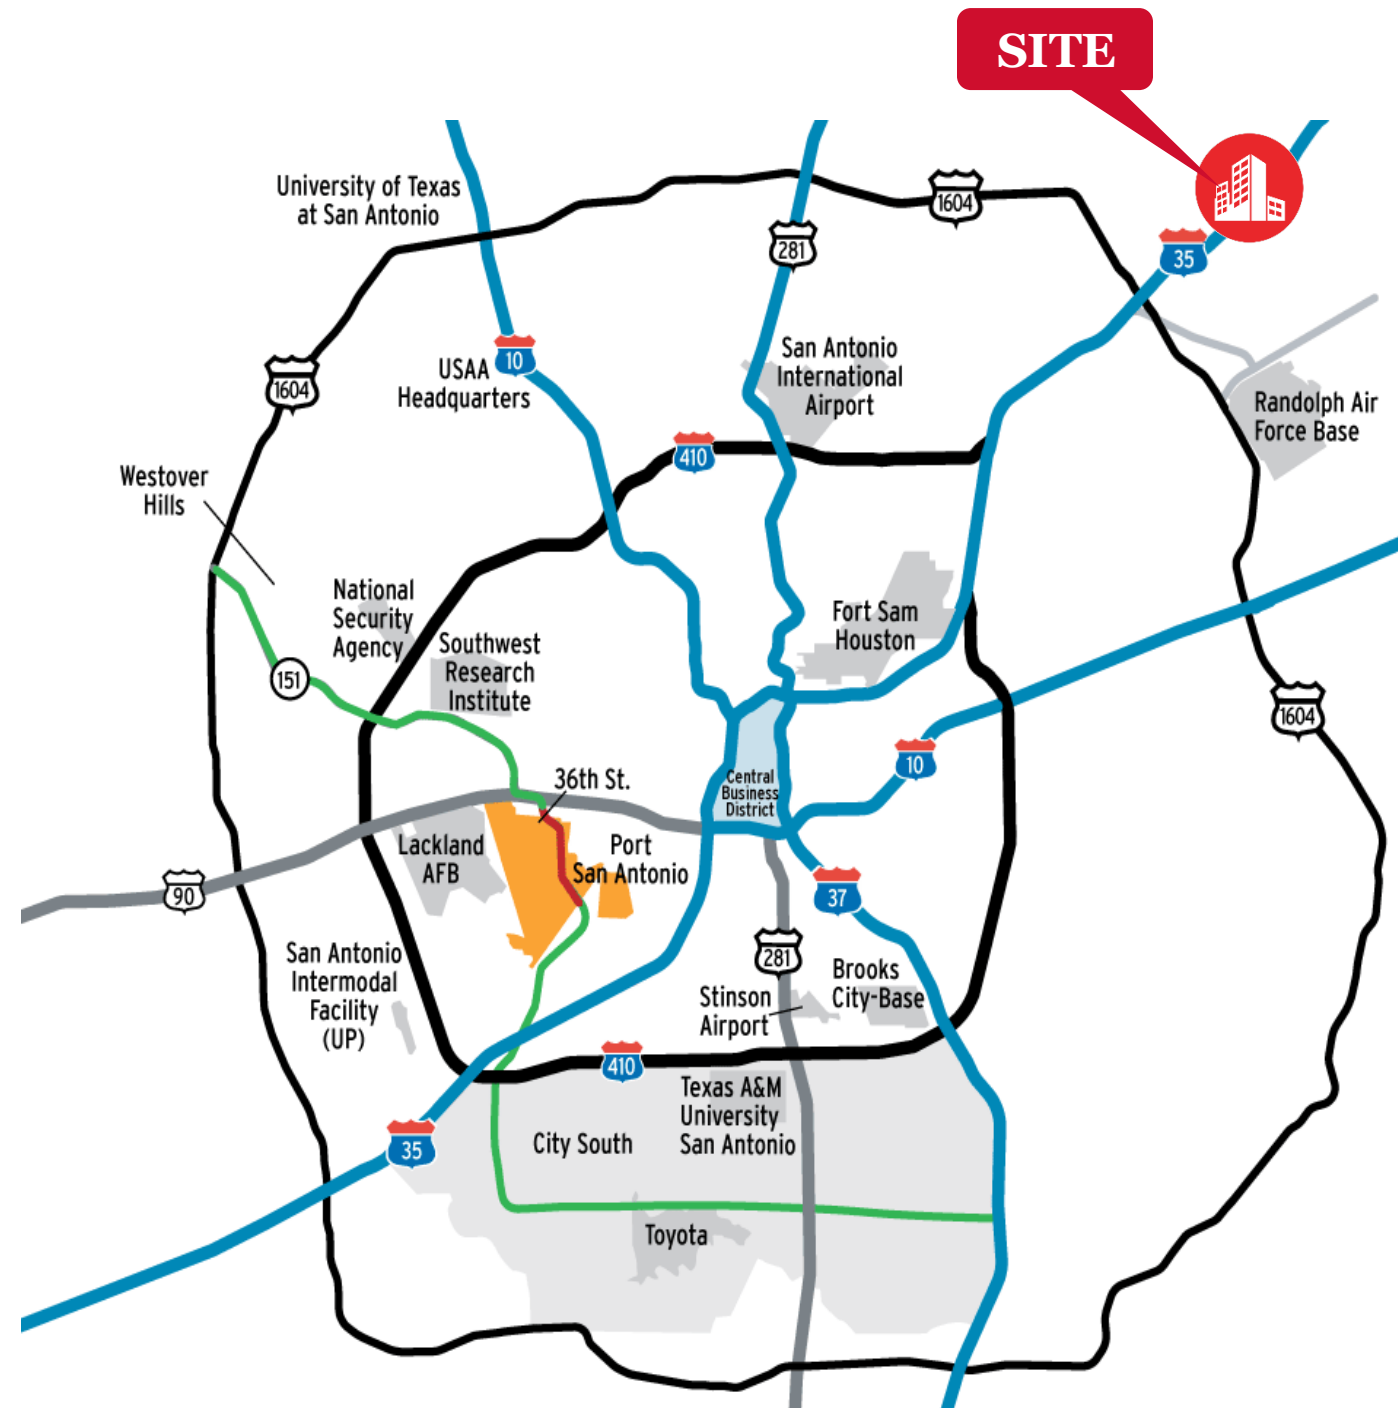 SITE
University of Texas
at San Antonio
1604
281
35
10
USAA
Headquarters
San Antonio
International
Airport
1604
Randolph Air
Force Base
410
Westover
Hills
National
Security
Agency
Southwest
Research
Institute
Fort Sam
Houston
151
1604
10
Central
Business
District
36th St.
Lackland
AFB
Port
San Antonio
90
37
San Antonio
Intermodal
Facility
(UP)
281
Brooks
City-Base
Stinson
Airport
410
Texas A&M
University
San Antonio
35
City South
Toyota